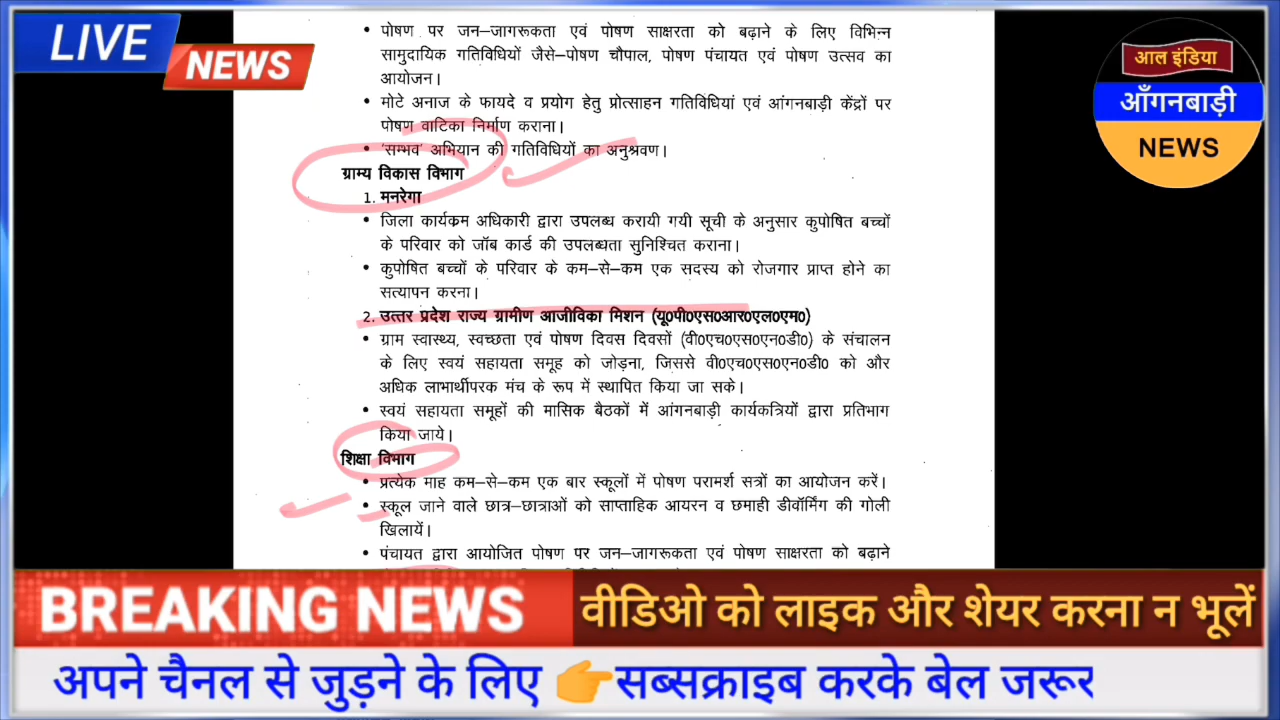 LIVE
NEWS
आल इंडिया
आँगनबाड़ी
NEWS
• पोषण पर जन–जागरूकता एवं पोषण साक्षरता को बढ़ाने के लिए विभिन्न
सामुदायिक गतिविधियों जैसे–पोषण चौपाल, पोषण पंचायत एवं पोषण उत्सव का
आयोजन।
• मोटे अनाज के फायदे व प्रयोग हेतु प्रोत्साहन गतिविधियां एवं आंगनबाड़ी केंद्रों पर
पोषण वाटिका निर्माण कराना।
• 'सम्भव' अभियान की गतिविधियों का अनुश्रवण।
ग्राम्य विकास विभाग
1. मनरेगा
• जिला कार्यक्रम अधिकारी द्वारा उपलब्ध करायी गयी सूची के अनुसार कुपोषित बच्चों
के परिवार को जॉब कार्ड की उपलब्धता सुनिश्चित कराना।
• कुपोषित बच्चों के परिवार के कम–से–कम एक सदस्य को रोजगार प्राप्त होने का
सत्यापन करना।
2. उत्तर प्रदेश राज्य ग्रामीण आजीविका मिशन (यू0पी0एस0आर0एल0एम0)
• ग्राम स्वास्थ्य, स्वच्छता एवं पोषण दिवस दिवसों (वी0एच0एस0एन0डी0) के संचालन
के लिए स्वयं सहायता समूह को जोड़ना, जिससे वी0एच0एस0एन0डी0 को और
अधिक लाभार्थीपरक मंच के रूप में स्थापित किया जा सके।
• स्वयं सहायता समूहों की मासिक बैठकों में आंगनबाड़ी कार्यकत्रियों द्वारा प्रतिभाग
किया जाये।
शिक्षा विभाग
• प्रत्येक माह कम–से–कम एक बार स्कूलों में पोषण परामर्श सत्रों का आयोजन करें।
• स्कूल जाने वाले छात्र–छात्राओं को साप्ताहिक आयरन व छमाही डीवॉर्मिंग की गोली
खिलायें।
• पंचायत द्वारा आयोजित पोषण पर जन–जागरूकता एवं पोषण साक्षरता को बढ़ाने
BREAKING NEWS
वीडिओ को लाइक और शेयर करना न भूलें
अपने चैनल से जुड़ने के लिए 👉सब्सक्राइब करके बेल जरूर